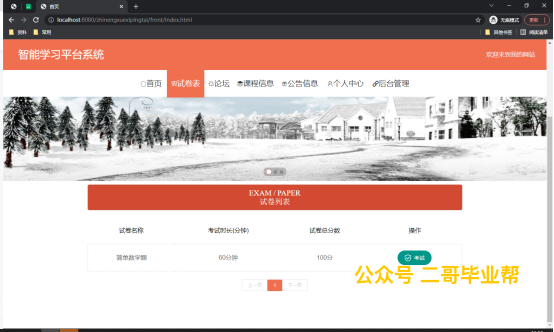 首页
localhost:8080/zhinengxuexipingtai/front/index.html
无痕模式
更新
资料
常用
其他书签
阅读清单
智能学习平台系统
欢迎来到我的网站
首页
试卷表
论坛
课程信息
公告信息
个人中心
后台管理
EXAM / PAPER
试卷列表
试卷名称 考试时长(分钟) 试卷总分数 操作
简单数学题 60分钟 100分 考试
公众号 二哥毕业帮
上一页 1 下一页